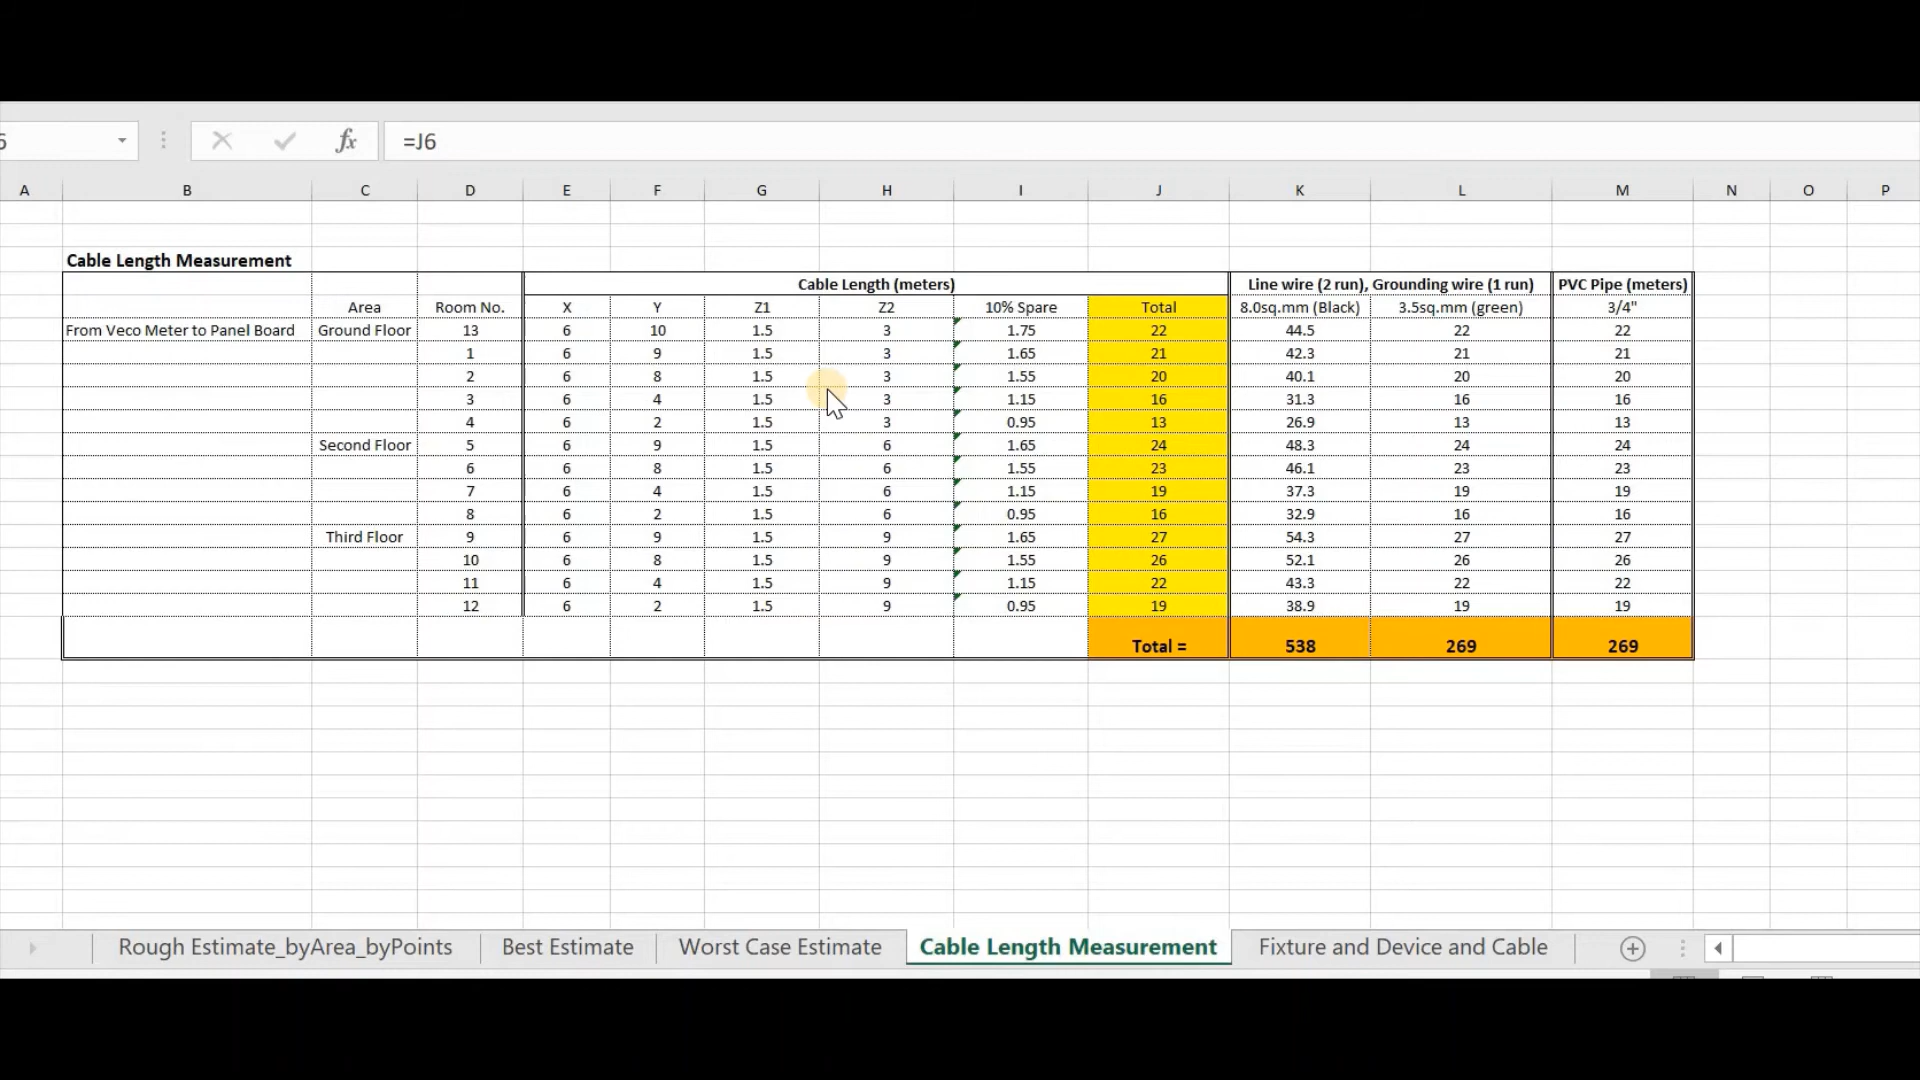 6 fx =J6
A B C D E F G H I J K L M N O P
Cable Length Measurement
Cable Length (meters) Line wire (2 run), Grounding wire (1 run) PVC Pipe (meters)
Area Room No. X Y Z1 Z2 10% Spare Total 8.0sq.mm (Black) 3.5sq.mm (green) 3/4"
From Veco Meter to Panel Board Ground Floor 13 6 10 1.5 3 1.75 22 44.5 22 22
1 6 9 1.5 3 1.65 21 42.3 21 21
2 6 8 1.5 3 1.55 20 40.1 20 20
3 6 4 1.5 3 1.15 16 31.3 16 16
4 6 2 1.5 3 0.95 13 26.9 13 13
Second Floor 5 6 9 1.5 6 1.65 24 48.3 24 24
6 6 8 1.5 6 1.55 23 46.1 23 23
7 6 4 1.5 6 1.15 19 37.3 19 19
8 6 2 1.5 6 0.95 16 32.9 16 16
Third Floor 9 6 9 1.5 9 1.65 27 54.3 27 27
10 6 8 1.5 9 1.55 26 52.1 26 26
11 6 4 1.5 9 1.15 22 43.3 22 22
12 6 2 1.5 9 0.95 19 38.9 19 19
Total = 538 269 269
Rough Estimate_byArea_byPoints Best Estimate Worst Case Estimate Cable Length Measurement Fixture and Device and Cable